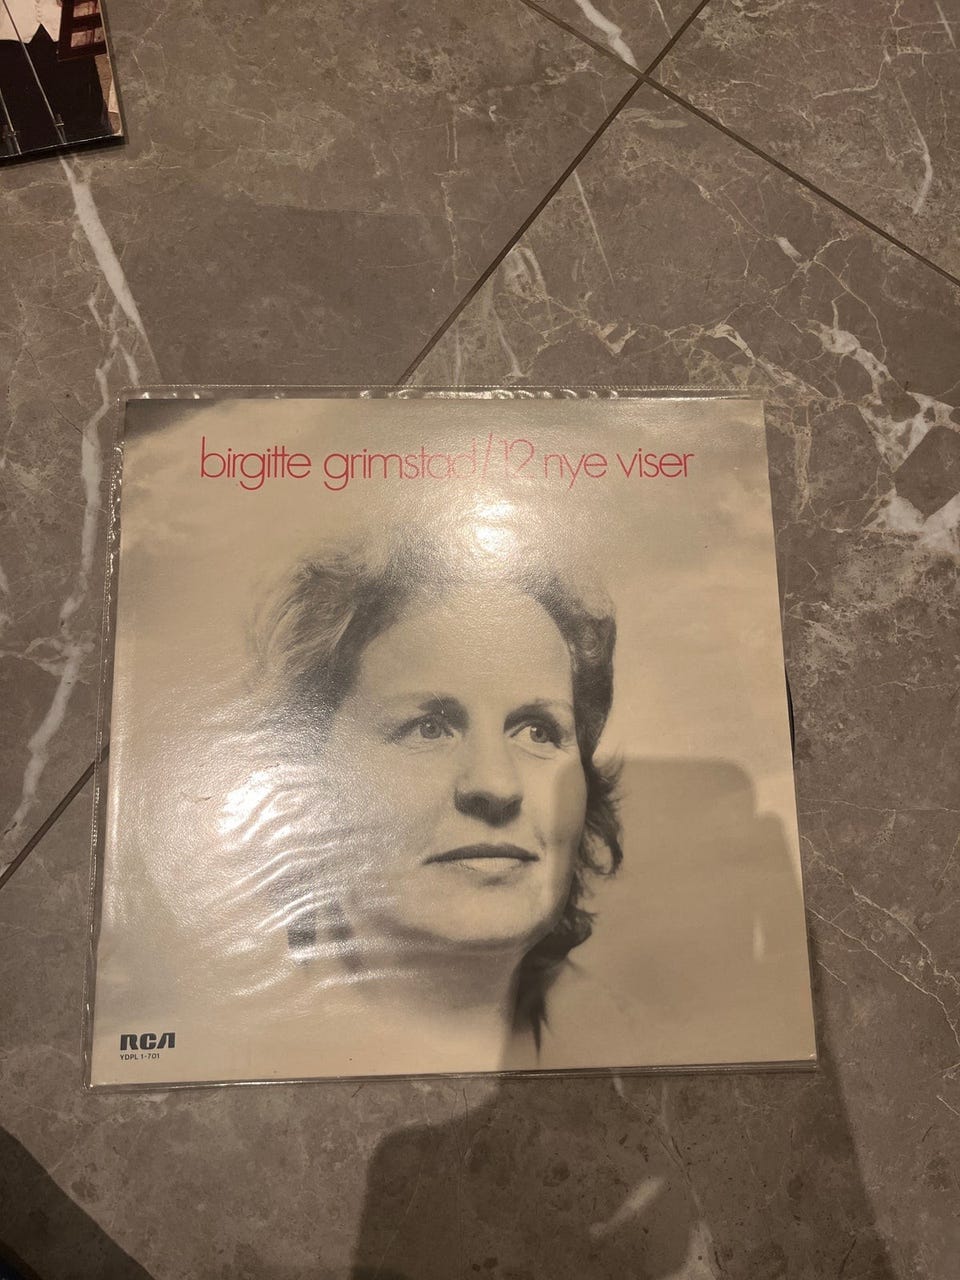 birgitte grimstad/12 nye viser
RCA
YDPL 1-701